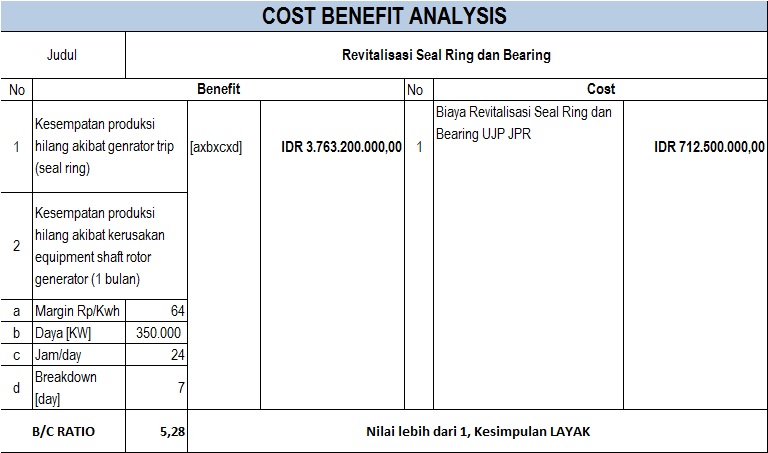 COST BENEFIT ANALYSIS
Judul
Revitalisasi Seal Ring dan Bearing
No
Benefit
No
Cost
1
Kesempatan produksi
hilang akibat genrator trip
(seal ring)
[axbxcxd]
IDR 3.763.200.000,00
1
Biaya Revitalisasi Seal Ring dan
Bearing UJP JPR
IDR 712.500.000,00
2
Kesempatan produksi
hilang akibat kerusakan
equipment shaft rotor
generator (1 bulan)
a
Margin Rp/Kwh
64
b
Daya [KW]
350.000
c
Jam/day
24
d
Breakdown
[day]
7
B/C RATIO
5,28
Nilai lebih dari 1, Kesimpulan LAYAK